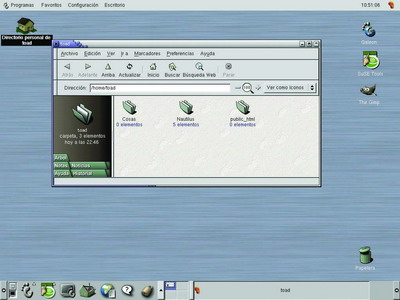 Programas Favoritos Configuración Escritorio 10:51:08
Directorio personal de
toad
toad
Archivo Edición Ver Ir a Marcadores Preferencias Ayuda
Atrás Adelante Arriba Actualizar Inicio Buscar Búsqueda Web Parar
Dirección: /home/toad 100 Ver como Iconos
toad
carpeta, 3 elementos
hoy a las 22:46
Árbol
Notas Noticias
Ayuda Historial
Cosas
0 elementos
Nautilus
5 elementos
public_html
0 elementos
SuSE Tour
The Gimp
Papelera
toad